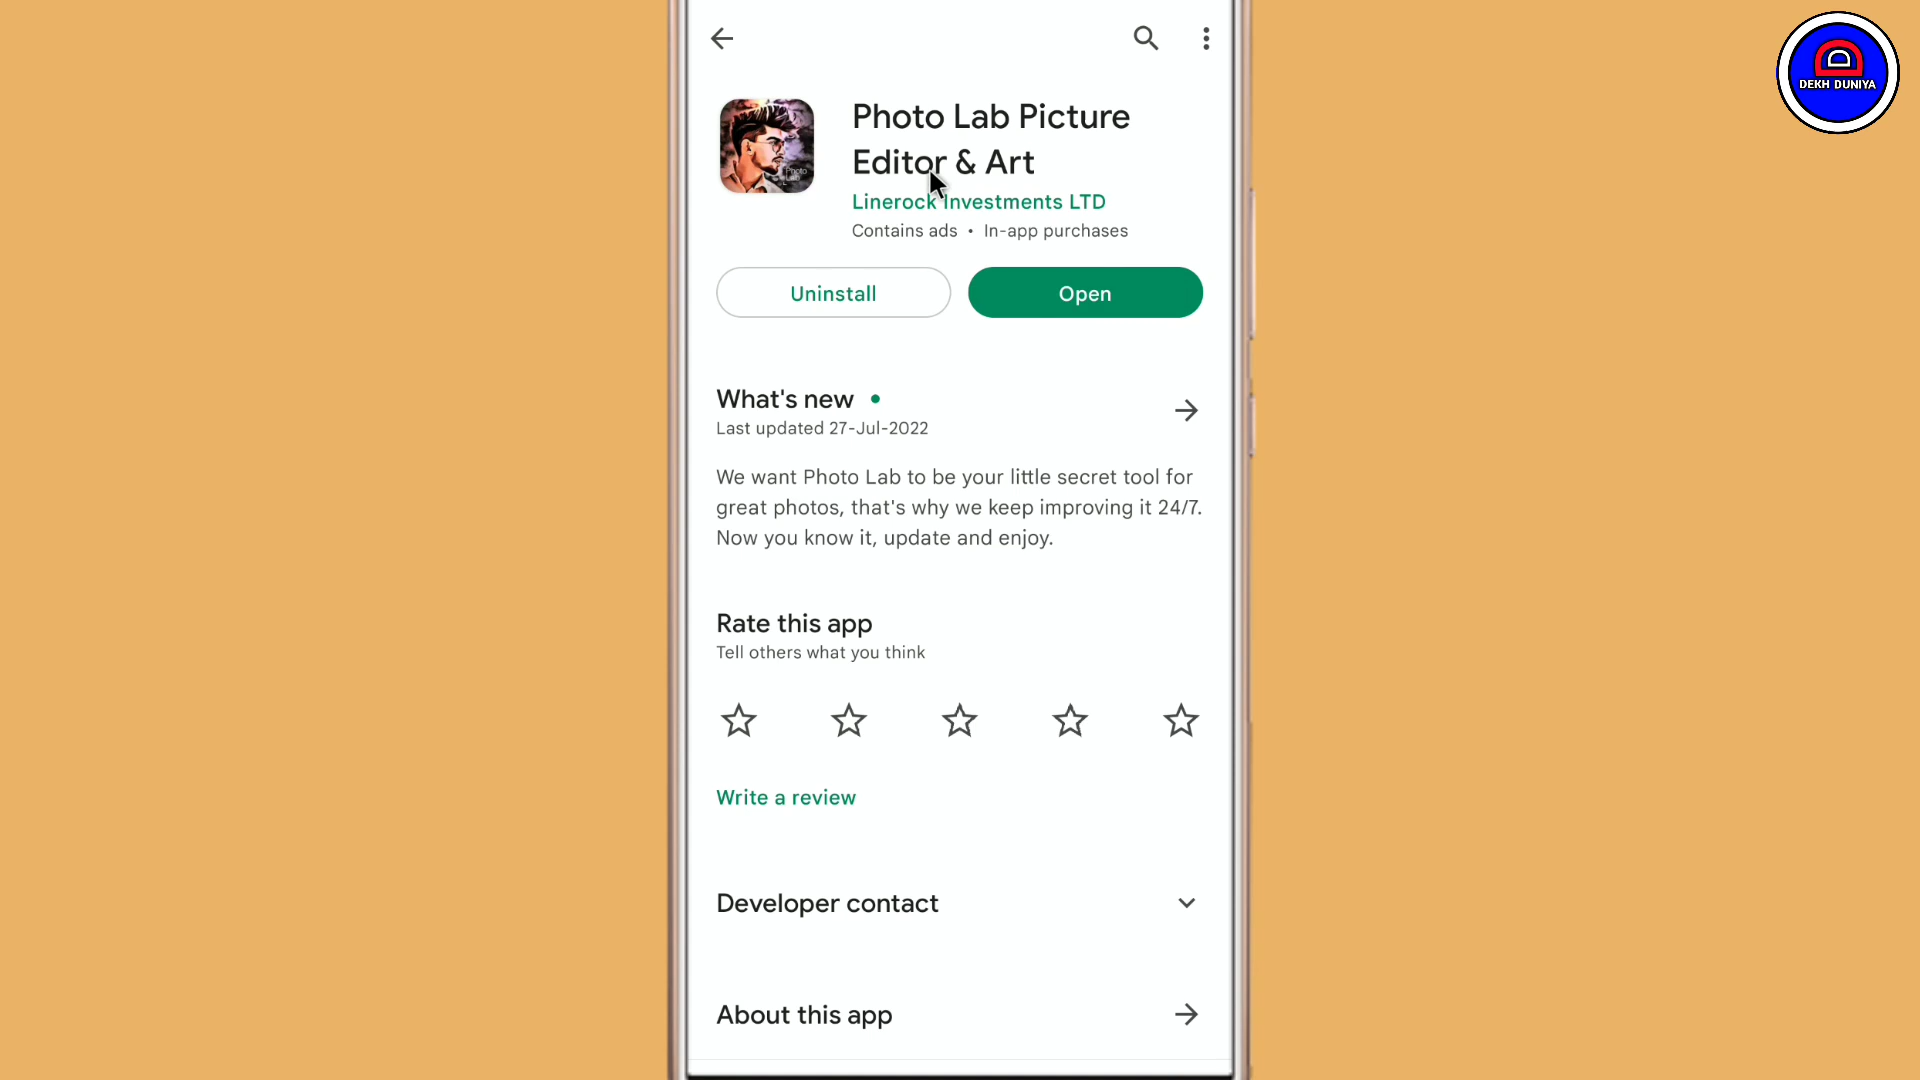 DEKH DUNIYA
Photo Lab Picture
Editor & Art
Linerock Investments LTD
Contains ads • In-app purchases
Uninstall
Open
What's new
Last updated 27-Jul-2022
We want Photo Lab to be your little secret tool for
great photos, that's why we keep improving it 24/7.
Now you know it, update and enjoy.
Rate this app
Tell others what you think
Write a review
Developer contact
About this app
Photo
Lab